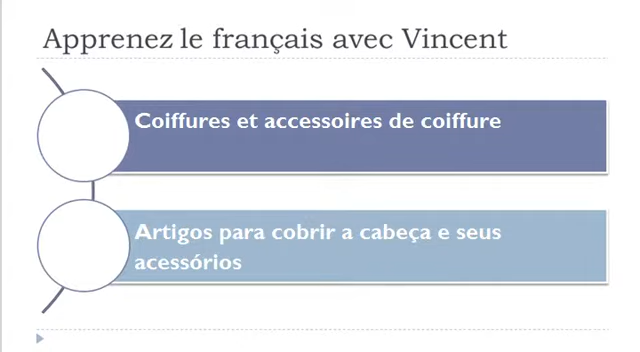 Apprenez le français avec Vincent
Coiffures et accessoires de coiffure
Artigos para cobrir a cabeça e seus
acessórios